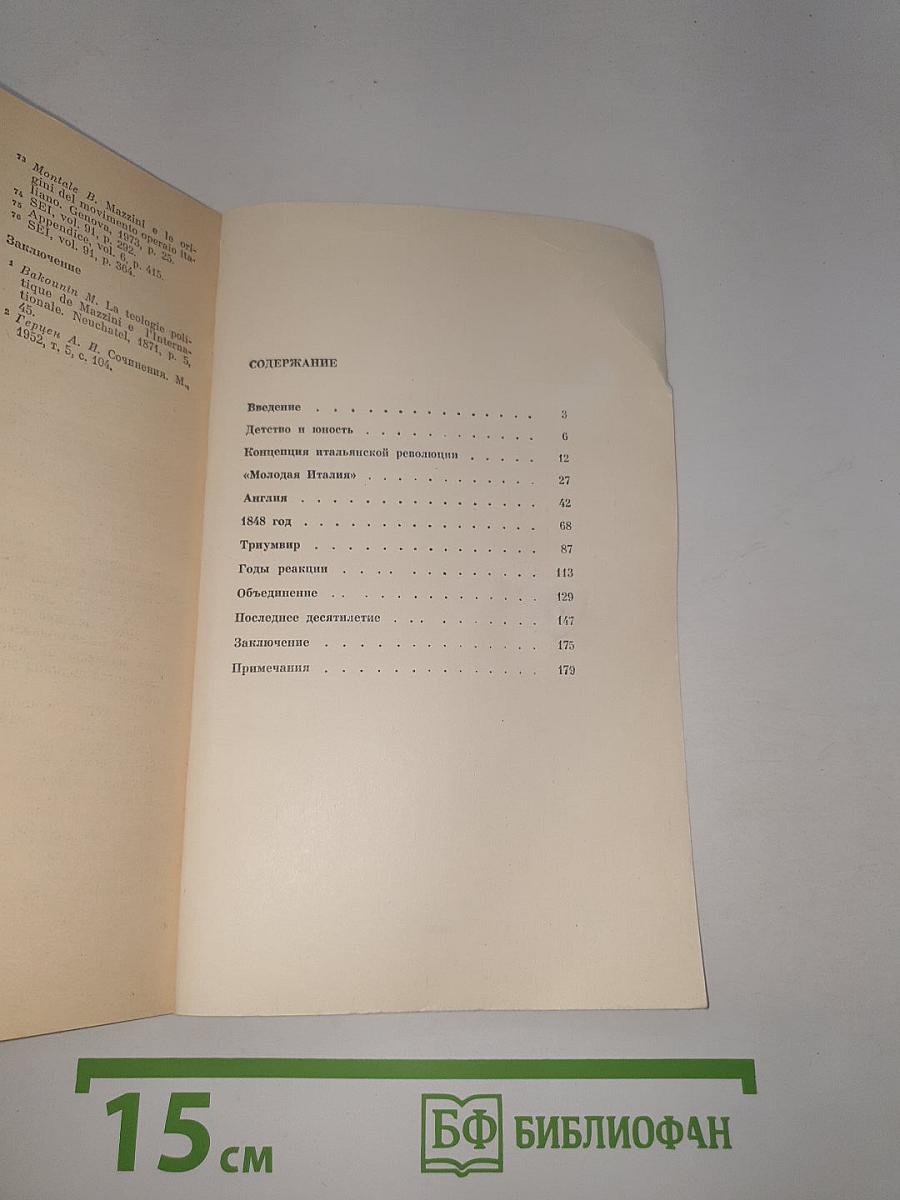 73 Montale B. Mazzini e le ori-
gini del movimento operaio ita-
liano. Genova, 1973, p. 25.
74 SEI, vol. 91, p. 292.
75 Appendice, vol. 6, p. 415.
76 SEI, vol. 91, p. 364.
Заключение
1 Bakounin M. La teologie poli-
tique de Mazzini e l'Interna-
tionale. Neuchatel, 1871, p. 5,
45.
2 Герцен А. И. Сочинения. М.,
1952, т. 5, с. 104.
СОДЕРЖАНИЕ
Введение . . . . . . . . . . . . . . 3
Детство и юность . . . . . . . . . . . 6
Концепция итальянской революции . . . . . 12
«Молодая Италия» . . . . . . . . . . . 27
Англия . . . . . . . . . . . . . . . 42
1848 год . . . . . . . . . . . . . . . 68
Триумвир . . . . . . . . . . . . . . 87
Годы реакции . . . . . . . . . . . . 113
Объединение . . . . . . . . . . . . . 129
Последнее десятилетие . . . . . . . . . 147
Заключение . . . . . . . . . . . . . . 175
Примечания . . . . . . . . . . . . . . 179
15 см
БФ БИБЛИОФАН